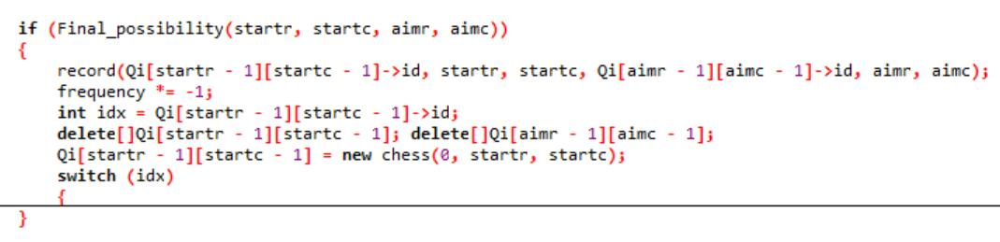 if (Final_possibility(startr, startc, aimr, aimc))
{
    record(Qi[startr - 1][startc - 1]->id, startr, startc, Qi[aimr - 1][aimc - 1]->id, aimr, aimc);
    frequency *= -1;
    int idx = Qi[startr - 1][startc - 1]->id;
    delete[]Qi[startr - 1][startc - 1]; delete[]Qi[aimr - 1][aimc - 1];
    Qi[startr - 1][startc - 1] = new chess(0, startr, startc);
    switch (idx)
    {
}